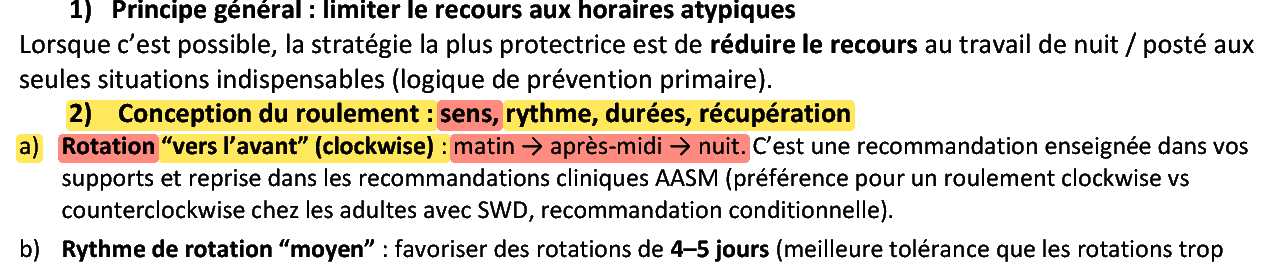 1) Principe général : limiter le recours aux horaires atypiques
Lorsque c’est possible, la stratégie la plus protectrice est de réduire le recours au travail de nuit / posté aux
seules situations indispensables (logique de prévention primaire).
2) Conception du roulement : sens, rythme, durées, récupération
a) Rotation “vers l’avant” (clockwise) : matin → après-midi → nuit. C’est une recommandation enseignée dans vos
supports et reprise dans les recommandations cliniques AASM (préférence pour un roulement clockwise vs
counterclockwise chez les adultes avec SWD, recommandation conditionnelle).
b) Rythme de rotation “moyen” : favoriser des rotations de 4–5 jours (meilleure tolérance que les rotations trop